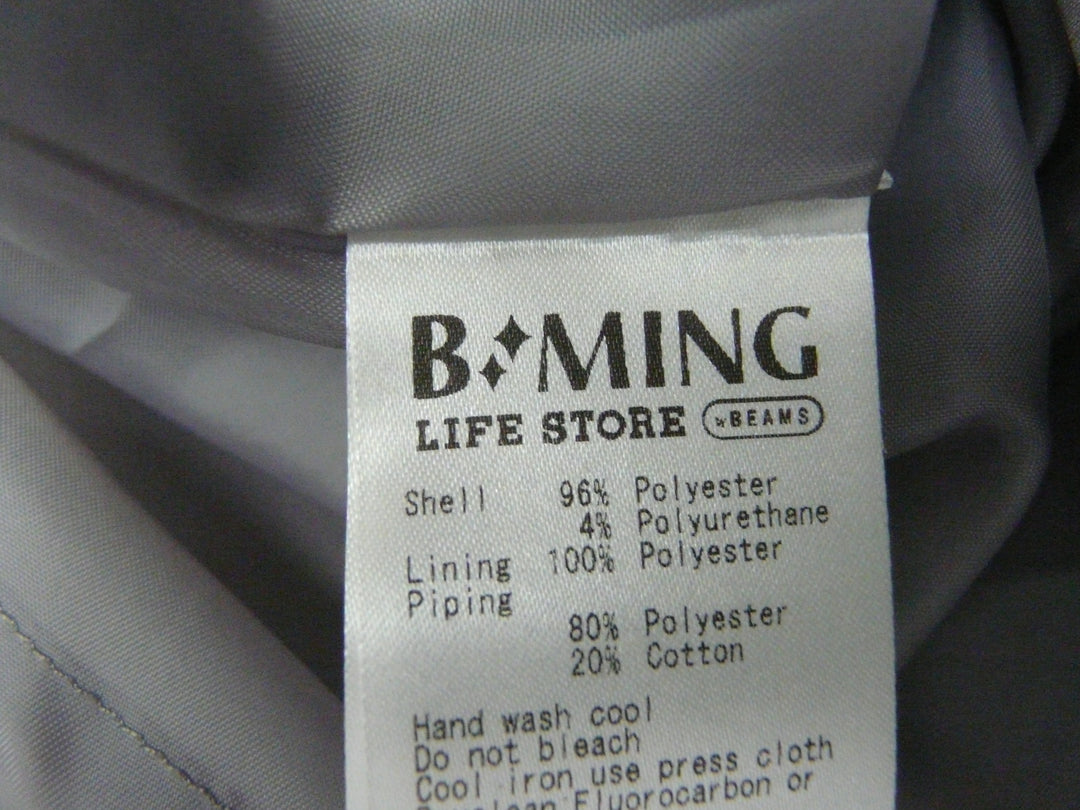 B MING
LIFE STORE by BEAMS
Shell 96% Polyester
4% Polyurethane
Lining 100% Polyester
Piping
80% Polyester
20% Cotton
Hand wash cool
Do not bleach
Cool iron use press cloth
Fluorocarbon or